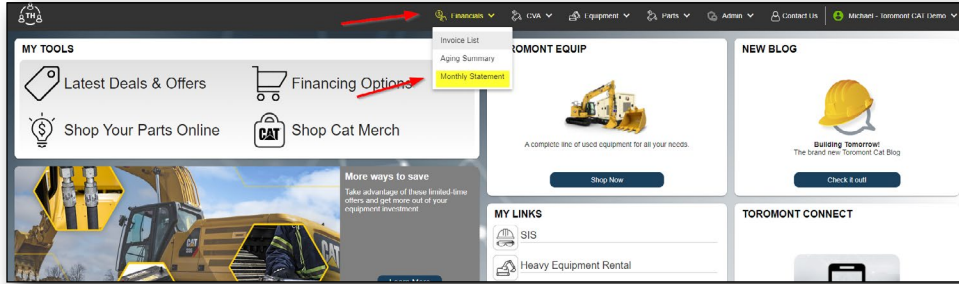 TH
Financials
CVA
Equipment
Parts
Admin
Contact Us
Michael - Toromont CAT Demo
Invoice List
Aging Summary
Monthly Statement
MY TOOLS
Latest Deals & Offers
Financing Options
Shop Your Parts Online
CAT
Shop Cat Merch
More ways to save
Take advantage of these limited-time
offers and get more out of your
equipment investment
Learn More
ROMONT EQUIP
A complete line of used equipment for all your needs.
Shop Now
MY LINKS
SIS
Heavy Equipment Rental
NEW BLOG
Building Tomorrow!
The brand new Toromont Cat Blog
Check it out!
TOROMONT CONNECT